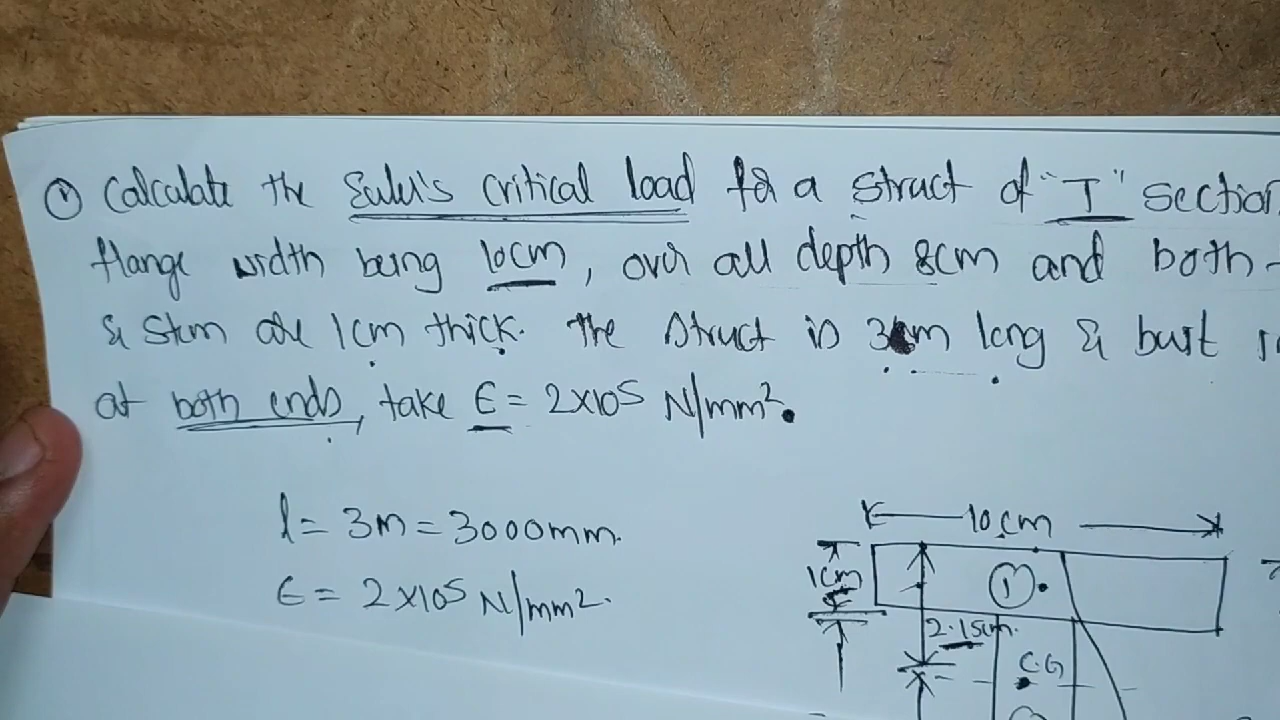 ① Calculate the Euler's critical load for a struct of "T" section
flange width being 10cm, over all depth 8cm and both
& stem are 1cm thick. The struct is 3m long & built
at both ends, take E = 2x105 N/mm2.
l = 3m = 3000mm.
E = 2x105 N/mm2.
10cm
1cm
①
2.15cm.
C.G